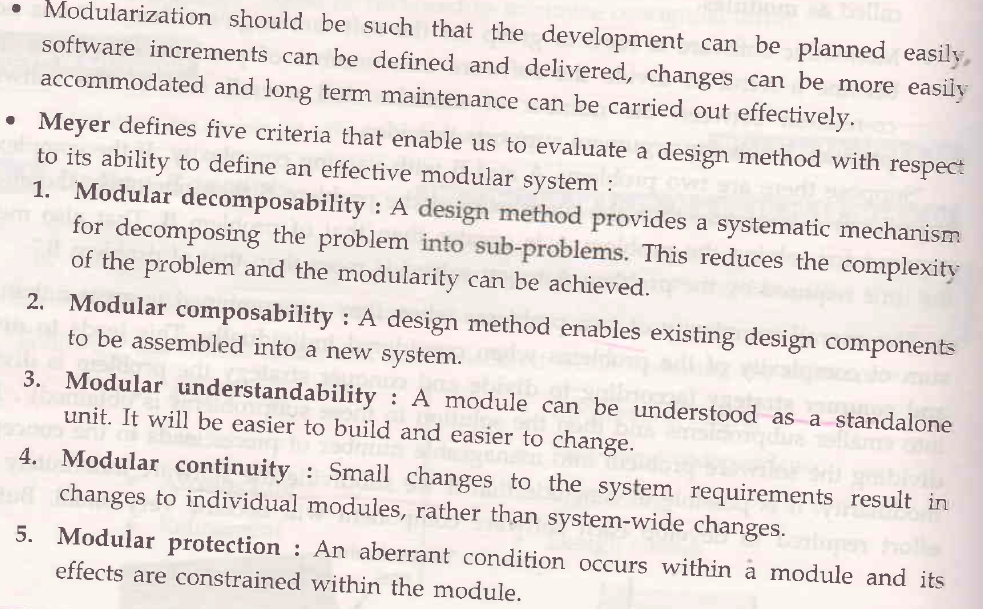 • Modularization should be such that the development can be planned easily,
software increments can be defined and delivered, changes can be more easily
accommodated and long term maintenance can be carried out effectively.
• Meyer defines five criteria that enable us to evaluate a design method with respect
to its ability to define an effective modular system :
1. Modular decomposability : A design method provides a systematic mechanism
for decomposing the problem into sub-problems. This reduces the complexity
of the problem and the modularity can be achieved.
2. Modular composability : A design method enables existing design components
to be assembled into a new system.
3. Modular understandability : A module can be understood as a standalone
unit. It will be easier to build and easier to change.
4. Modular continuity : Small changes to the system requirements result in
changes to individual modules, rather than system-wide changes.
5. Modular protection : An aberrant condition occurs within a module and its
effects are constrained within the module.